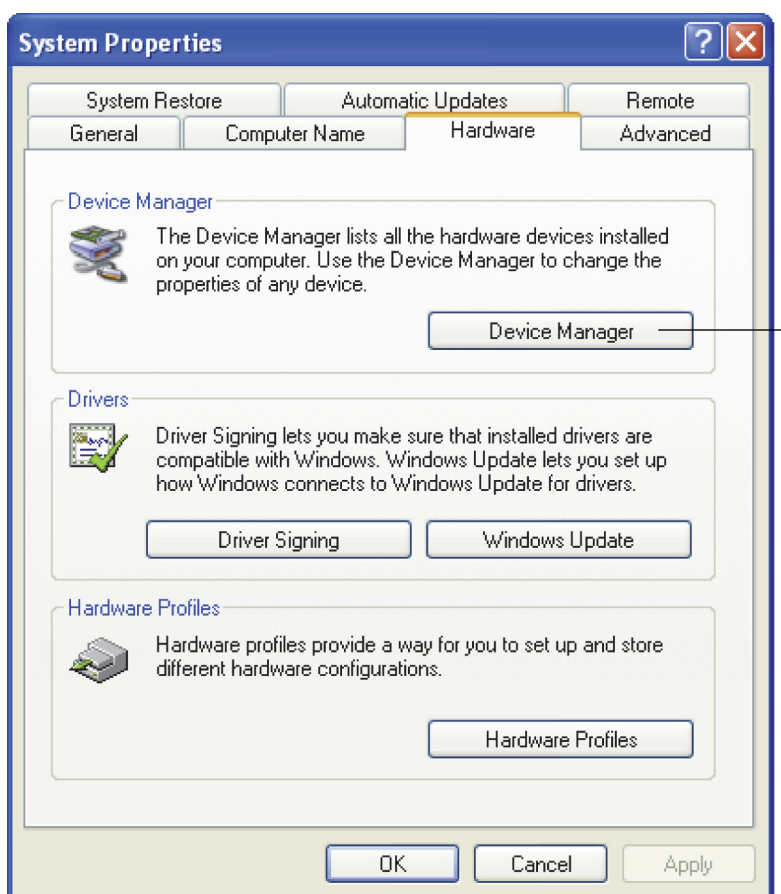 System Properties
System Restore
Automatic Updates
Remote
General
Computer Name
Hardware
Advanced
Device Manager
The Device Manager lists all the hardware devices installed
on your computer. Use the Device Manager to change the
properties of any device.
Device Manager
Drivers
Driver Signing lets you make sure that installed drivers are
compatible with Windows. Windows Update lets you set up
how Windows connects to Windows Update for drivers.
Driver Signing
Windows Update
Hardware Profiles
Hardware profiles provide a way for you to set up and store
different hardware configurations.
Hardware Profiles
OK
Cancel
Apply